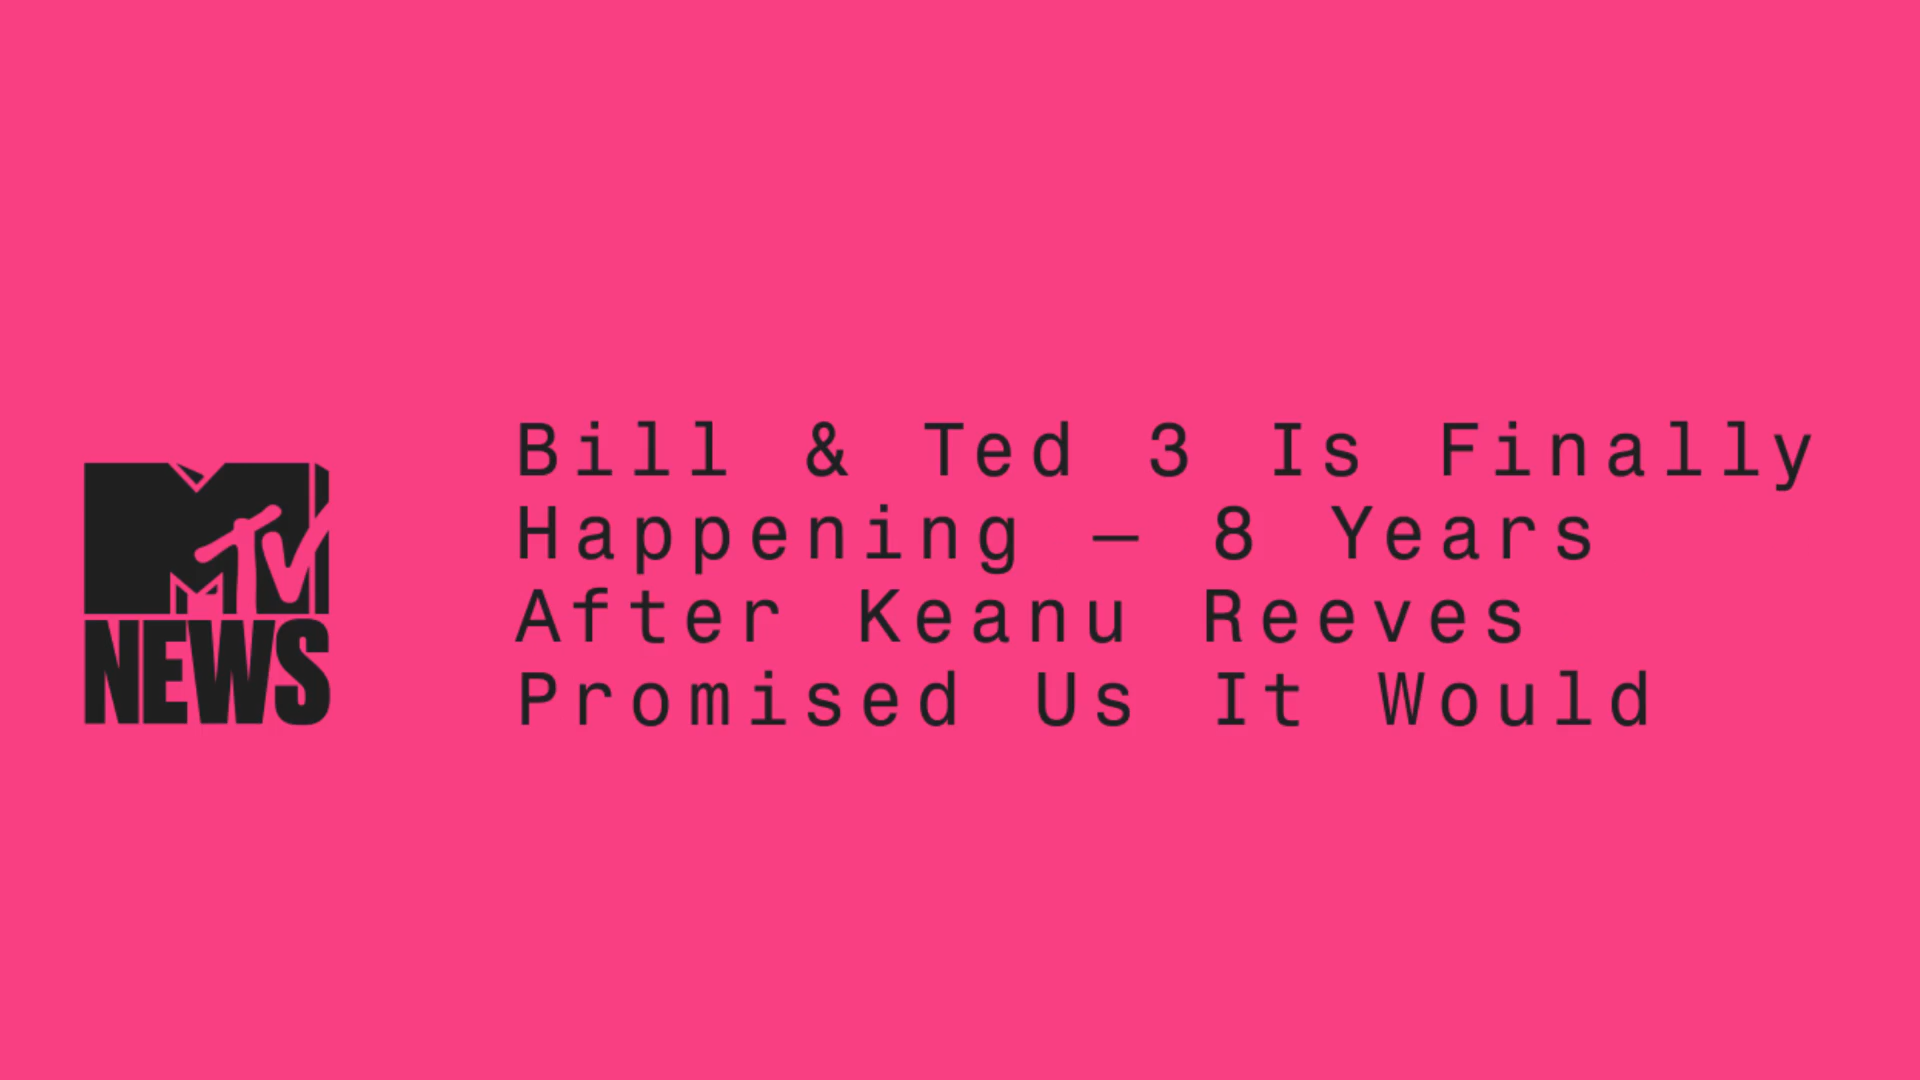 MTV
NEWS
Bill & Ted 3 Is Finally
Happening — 8 Years
After Keanu Reeves
Promised Us It Would